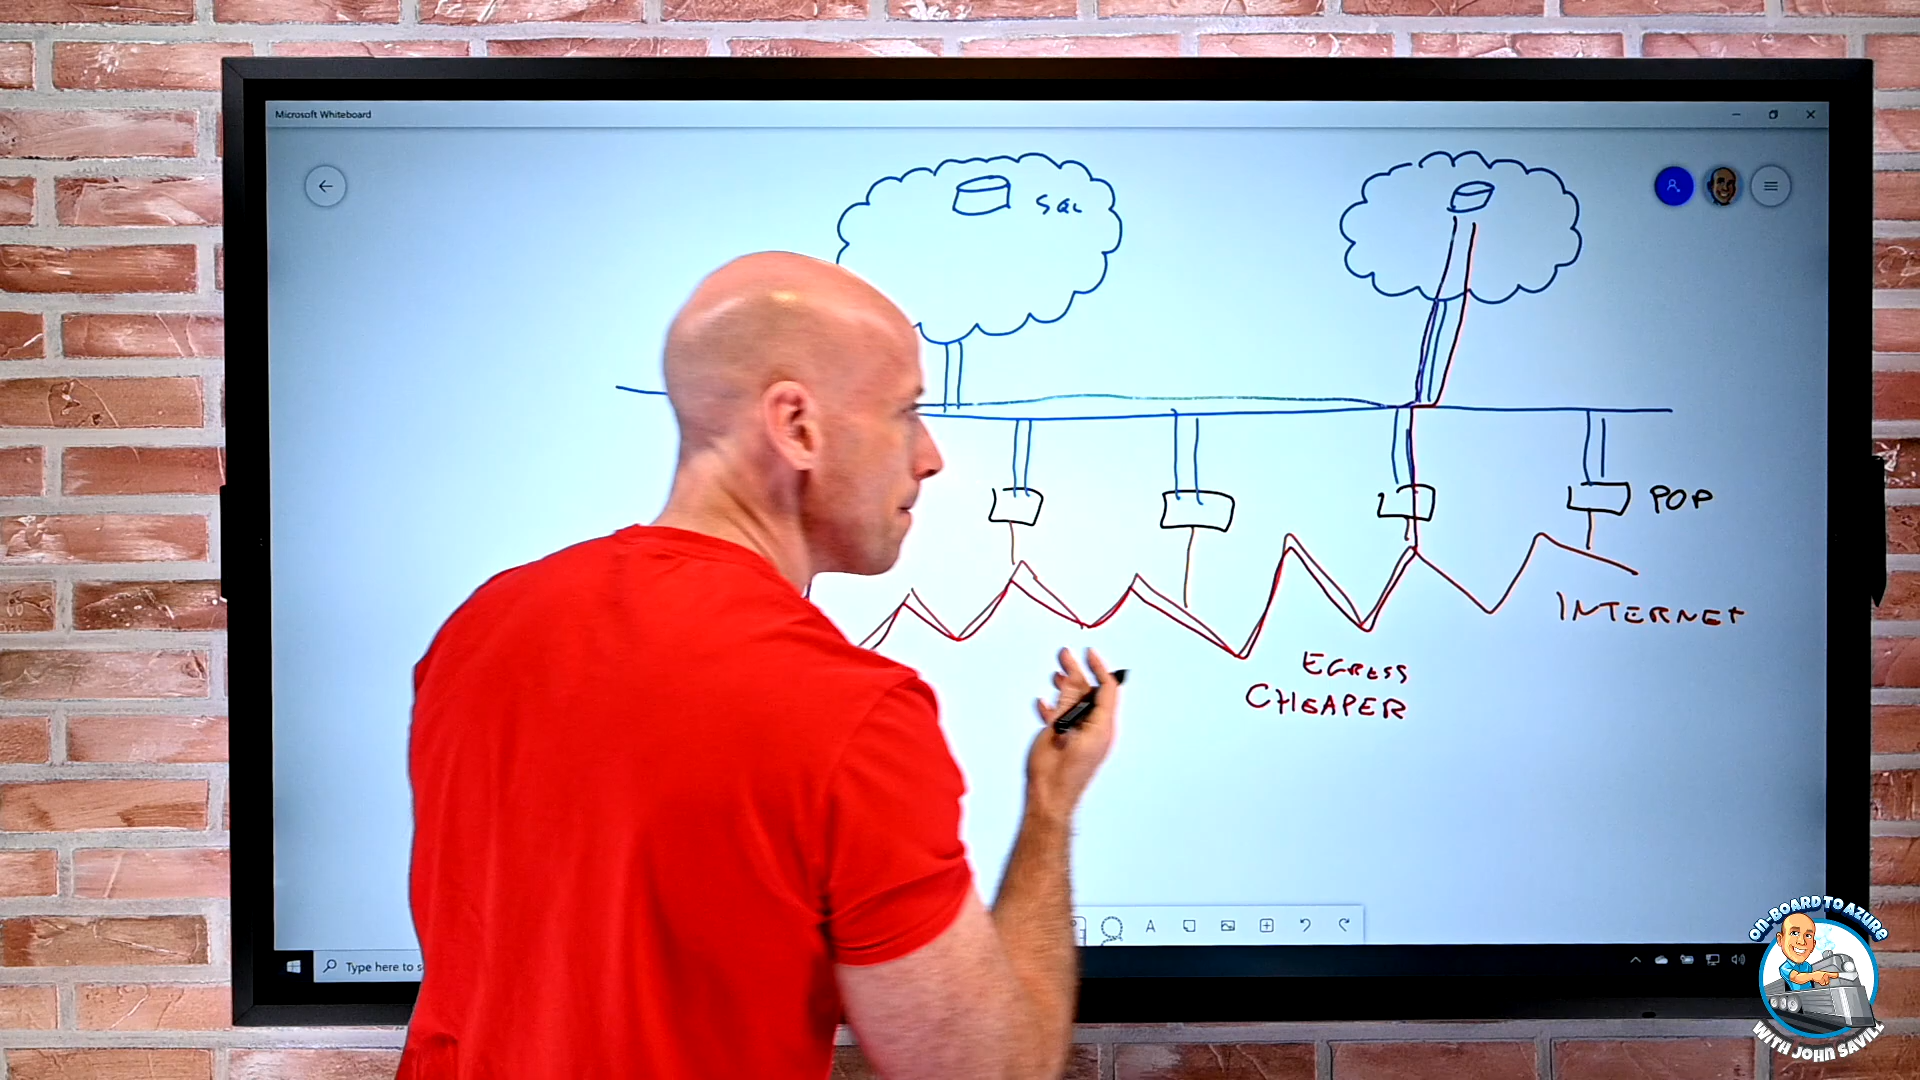 Microsoft Whiteboard
SQL
POP
INTERNET
EGRESS
CHEAPER
A
Type here to s
ON-BOARD TO AZURE
WITH JOHN SAVILL